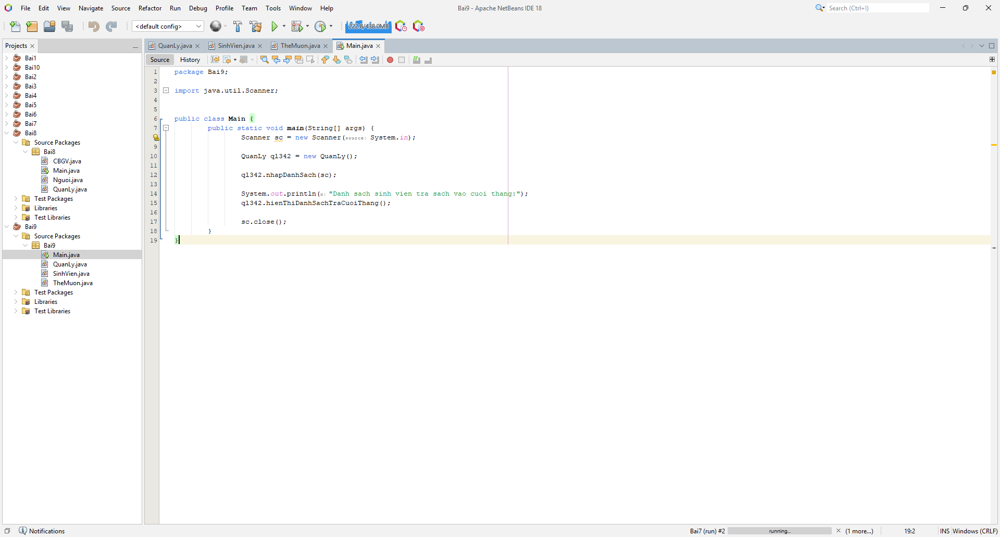 File Edit View Navigate Source Refactor Run Debug Profile Team Tools Window Help
Bai9 - Apache NetBeans IDE 18
Search (Ctrl+I)
<default config>
222.8/438.0MB
Projects
QuanLy.java
SinhVien.java
TheMuon.java
Main.java
Source History
Bai1
Bai10
Bai2
Bai3
Bai4
Bai5
Bai6
Bai7
Bai8
Source Packages
Bai8
CBGV.java
Main.java
Nguoi.java
QuanLy.java
Test Packages
Libraries
Test Libraries
Bai9
Source Packages
Bai9
Main.java
QuanLy.java
SinhVien.java
TheMuon.java
Test Packages
Libraries
Test Libraries
1 package Bai9;
2
3 import java.util.Scanner;
4
5
6 public class Main {
7 public static void main(String[] args) {
Scanner sc = new Scanner(source: System.in);
9
10 QuanLy ql342 = new QuanLy();
11
12 ql342.nhapDanhSach(sc);
13
14 System.out.println(x: "Danh sach sinh vien tra sach vao cuoi thang:");
15 ql342.hienThiDanhSachTraCuoiThang();
16
17 sc.close();
18 }
19 }
Notifications
Bai7 (run) #2 running... (1 more...) 19:2 INS Windows (CRLF)